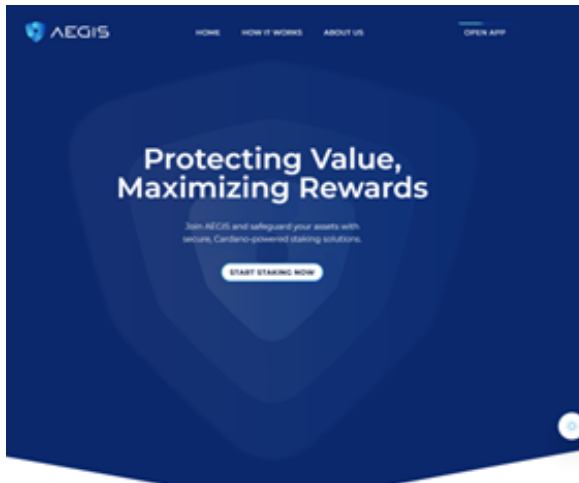 AEGIS
HOME HOW IT WORKS ABOUT US OPEN APP
Protecting Value,
Maximizing Rewards
Join AEGIS and safeguard your assets with
secure, Cardano-powered staking solutions.
START STAKING NOW